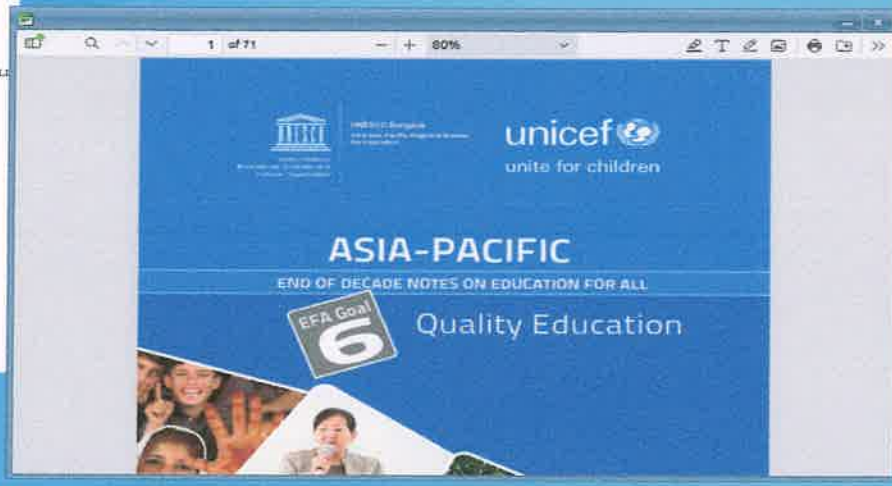 1 of 71
80%
unicef
unite for children
ASIA-PACIFIC
END OF DECADE NOTES ON EDUCATION FOR ALL
EFA Goal
6
Quality Education